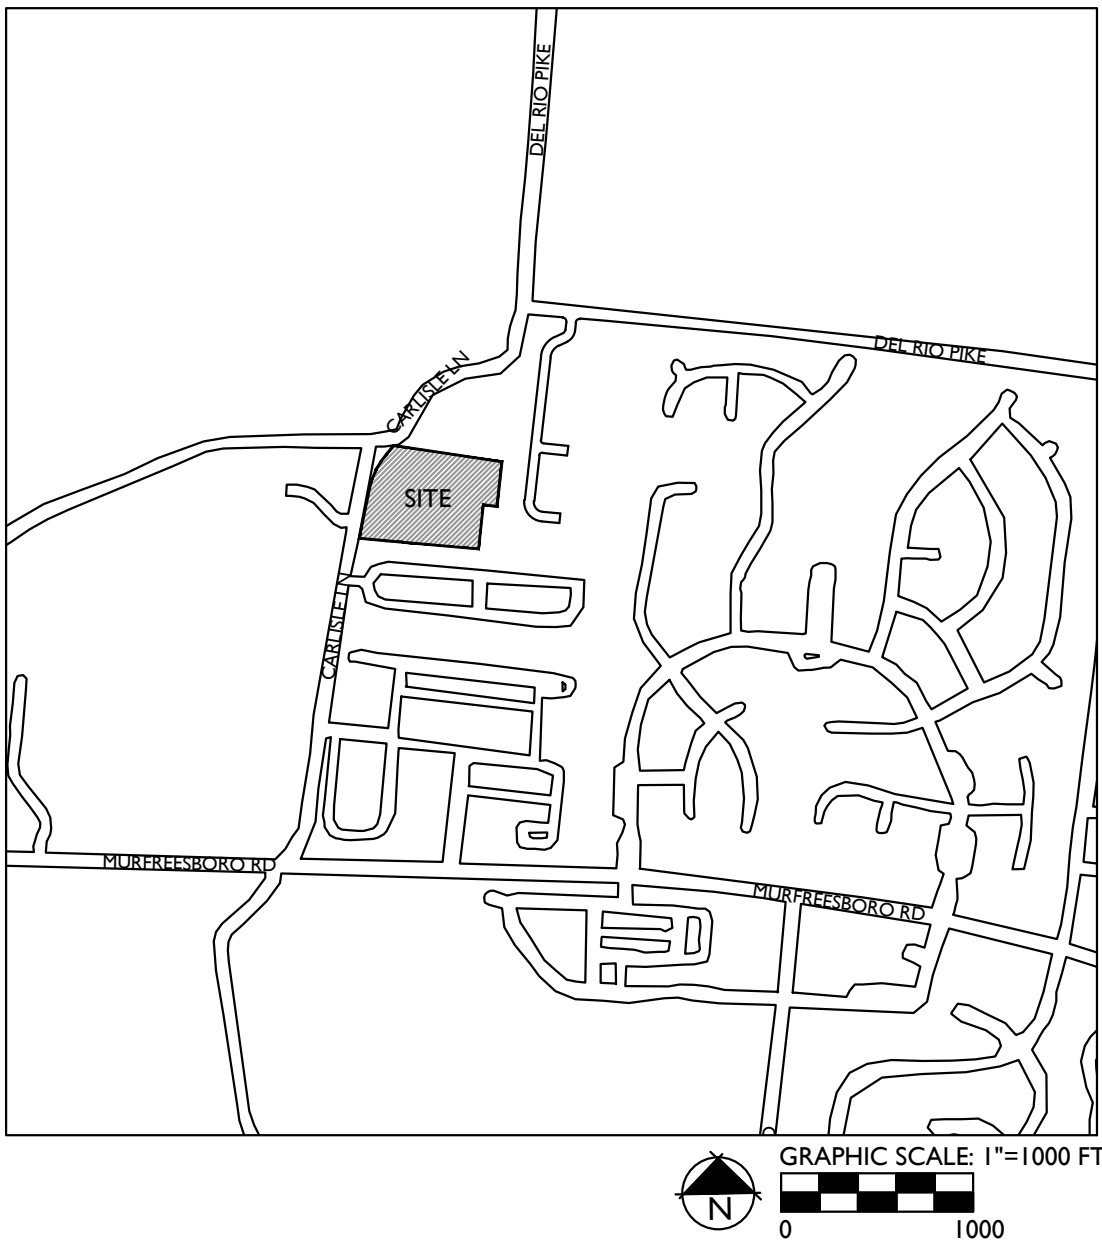 DEL RIO PIKE
DEL RIO PIKE
CARLISLE LN
SITE
CARLISLE LN
MURFREESBORO RD
MURFREESBORO RD
GRAPHIC SCALE: 1"=1000 FT
N
0 1000